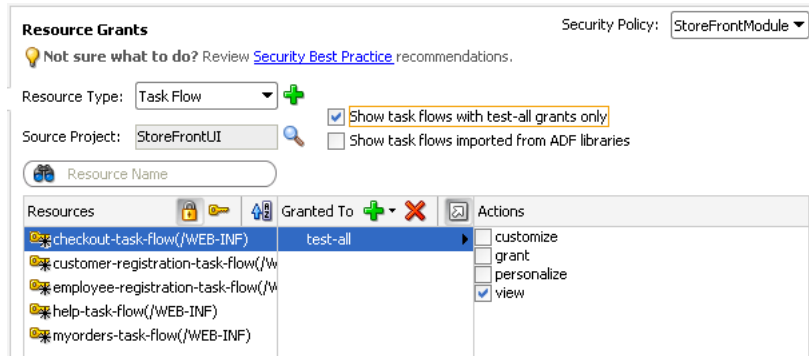 Resource Grants
Security Policy: StoreFrontModule
Not sure what to do? Review Security Best Practice recommendations.
Resource Type: Task Flow
Show task flows with test-all grants only
Source Project: StoreFrontUI
Show task flows imported from ADF libraries
Resource Name
Resources Granted To Actions
checkout-task-flow(/WEB-INF) test-all customize
customer-registration-task-flow(/W grant
employee-registration-task-flow(/W personalize
help-task-flow(/WEB-INF) view
myorders-task-flow(/WEB-INF)